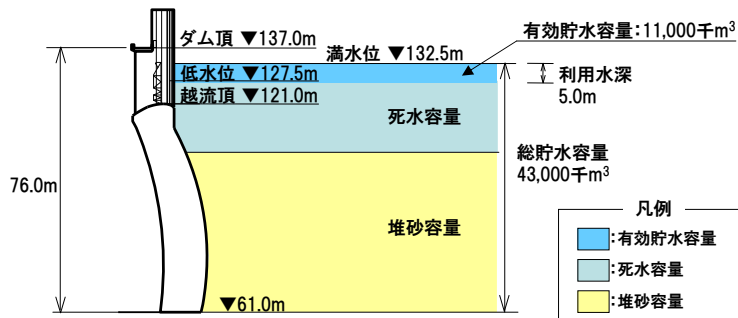 ダム頂 ▼137.0m
満水位 ▼132.5m
有効貯水容量：11,000千m³
低水位 ▼127.5m
利用水深
5.0m
越流頂 ▼121.0m
死水容量
総貯水容量
43,000千m³
76.0m
堆砂容量
▼61.0m
凡例
：有効貯水容量
：死水容量
：堆砂容量